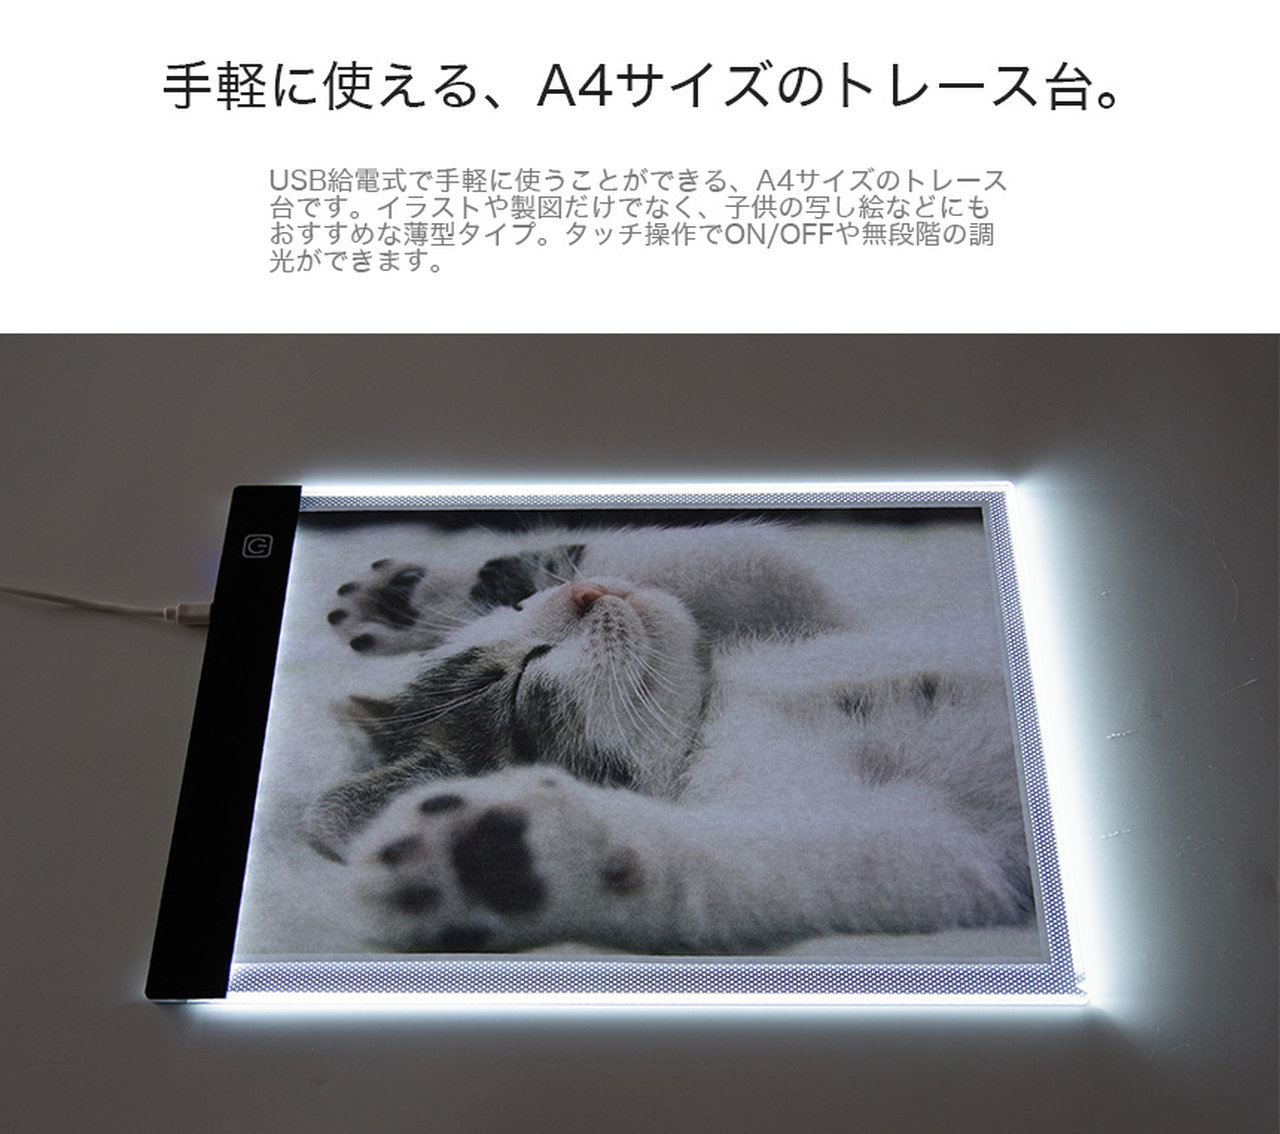 手軽に使える、A4サイズのトレース台。
USB給電式で手軽に使うことができる、A4サイズのトレース
台です。イラストや製図だけでなく、子供の写し絵などにも
おすすめな薄型タイプ。タッチ操作でON/OFFや無段階の調
光ができます。